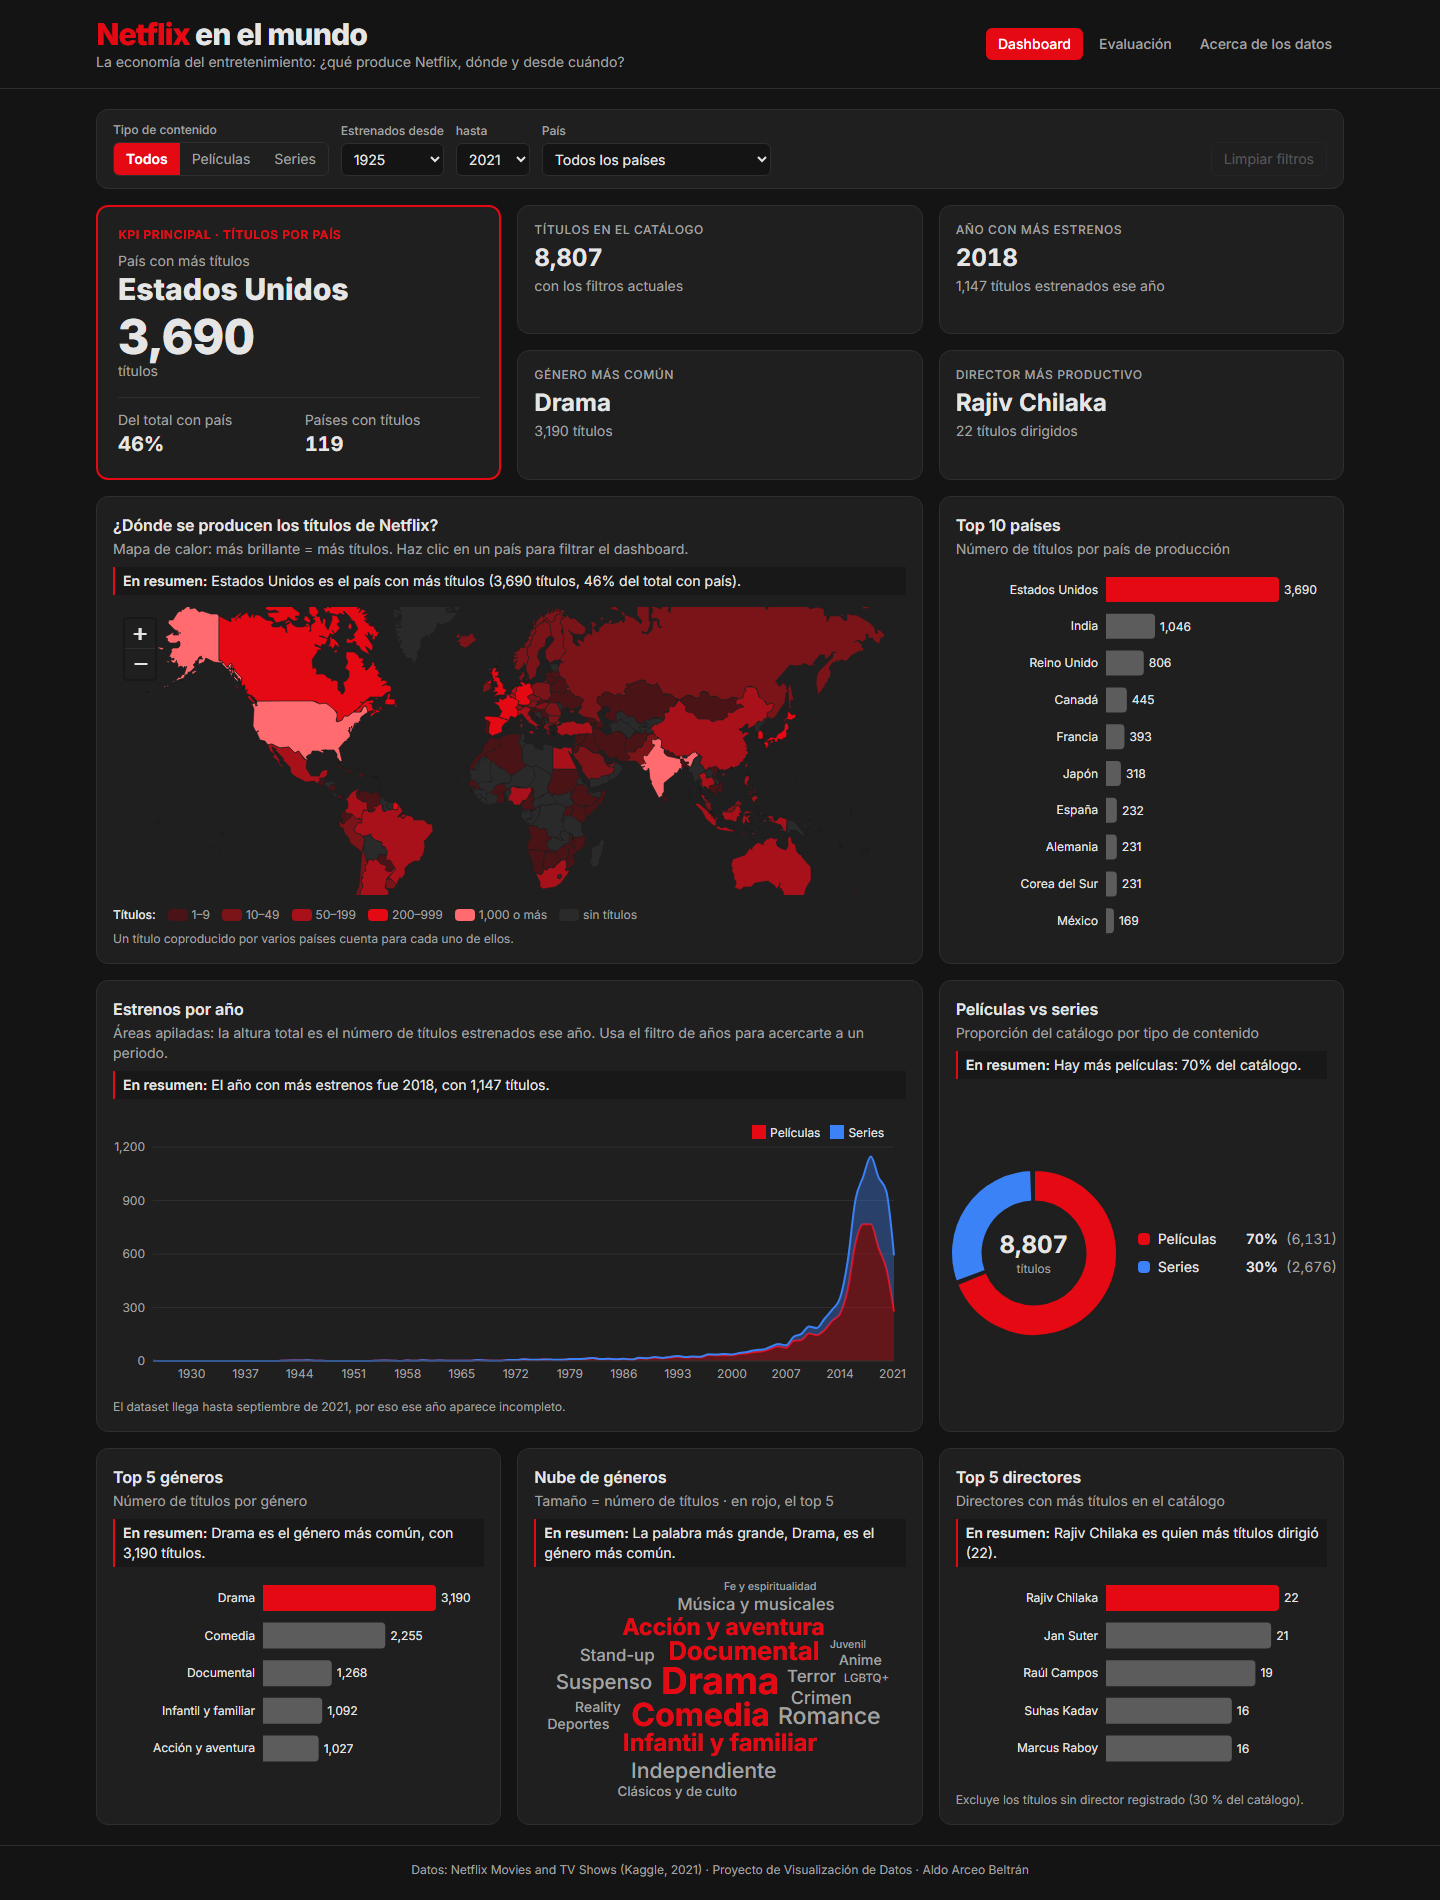 Netflix en el mundo
La economía del entretenimiento: ¿qué produce Netflix, dónde y desde cuándo?
Dashboard
Evaluación
Acerca de los datos
Tipo de contenido
Todos
Películas
Series
Estrenados desde
1925
hasta
2021
País
Todos los países
Limpiar filtros
KPI PRINCIPAL · TÍTULOS POR PAÍS
País con más títulos
Estados Unidos
3,690
títulos
Del total con país
46%
Países con títulos
119
TÍTULOS EN EL CATÁLOGO
8,807
con los filtros actuales
AÑO CON MÁS ESTRENOS
2018
1,147 títulos estrenados ese año
GÉNERO MÁS COMÚN
Drama
3,190 títulos
DIRECTOR MÁS PRODUCTIVO
Rajiv Chilaka
22 títulos dirigidos
¿Dónde se producen los títulos de Netflix?
Mapa de calor: más brillante = más títulos. Haz clic en un país para filtrar el dashboard.
En resumen: Estados Unidos es el país con más títulos (3,690 títulos, 46% del total con país).
+
−
Títulos:
1–9
10–49
50–199
200–999
1,000 o más
sin títulos
Un título coproducido por varios países cuenta para cada uno de ellos.
Top 10 países
Número de títulos por país de producción
Estados Unidos 3,690
India 1,046
Reino Unido 806
Canadá 445
Francia 393
Japón 318
España 232
Alemania 231
Corea del Sur 231
México 169
Estrenos por año
Áreas apiladas: la altura total es el número de títulos estrenados ese año. Usa el filtro de años para acercarte a un
periodo.
En resumen: El año con más estrenos fue 2018, con 1,147 títulos.
Películas
Series
1,200
900
600
300
0
1930 1937 1944 1951 1958 1965 1972 1979 1986 1993 2000 2007 2014 2021
El dataset llega hasta septiembre de 2021, por eso ese año aparece incompleto.
Películas vs series
Proporción del catálogo por tipo de contenido
En resumen: Hay más películas: 70% del catálogo.
8,807
títulos
Películas 70% (6,131)
Series 30% (2,676)
Top 5 géneros
Número de títulos por género
En resumen: Drama es el género más común, con
3,190 títulos.
Drama 3,190
Comedia 2,255
Documental 1,268
Infantil y familiar 1,092
Acción y aventura 1,027
Nube de géneros
Tamaño = número de títulos · en rojo, el top 5
En resumen: La palabra más grande, Drama, es el
género más común.
Fe y espiritualidad
Música y musicales
Acción y aventura
Juvenil
Stand-up
Documental
Anime
Suspenso
Drama
Terror
LGBTQ+
Crimen
Reality
Comedia
Romance
Deportes
Infantil y familiar
Independiente
Clásicos y de culto
Top 5 directores
Directores con más títulos en el catálogo
En resumen: Rajiv Chilaka es quien más títulos dirigió
(22).
Rajiv Chilaka 22
Jan Suter 21
Raúl Campos 19
Suhas Kadav 16
Marcus Raboy 16
Excluye los títulos sin director registrado (30 % del catálogo).
Datos: Netflix Movies and TV Shows (Kaggle, 2021) · Proyecto de Visualización de Datos · Aldo Arceo Beltrán